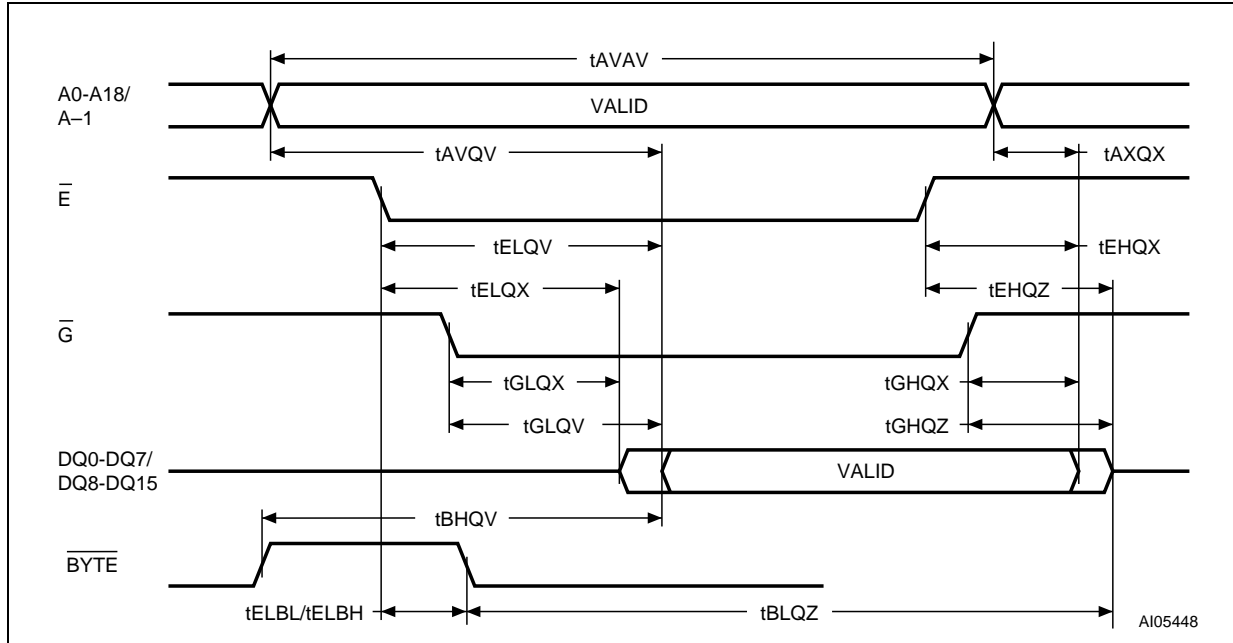 tAVAV
A0-A18/
A–1
VALID
tAVQV
tAXQX
E
tELQV
tEHQX
tELQX
tEHQZ
G
tGLQX
tGHQX
tGLQV
tGHQZ
DQ0-DQ7/
DQ8-DQ15
VALID
tBHQV
BYTE
tELBL/tELBH
tBLQZ
AI05448